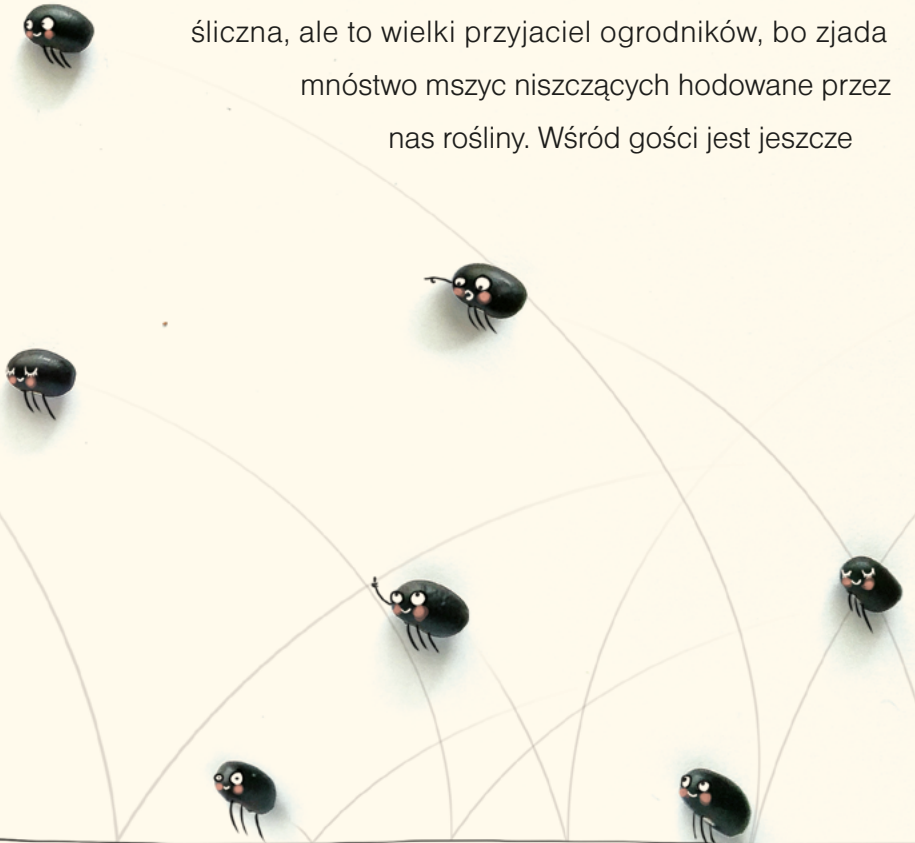 śliczna, ale to wielki przyjaciel ogrodników, bo zjada
mnóstwo mszyc niszczących hodowane przez
nas rośliny. Wśród gości jest jeszcze